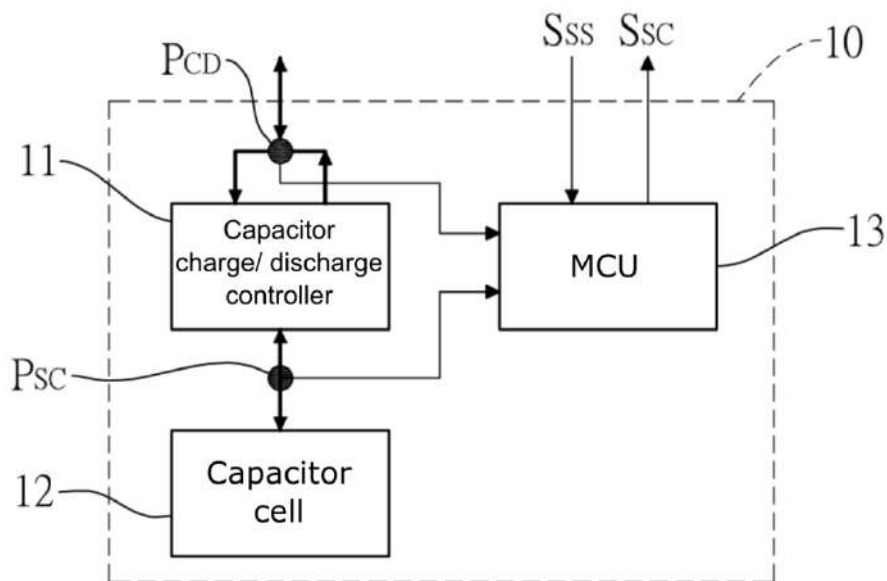 PCD
SSS SSC
10
11
Capacitor
charge/ discharge
controller
MCU
13
PSC
12
Capacitor
cell